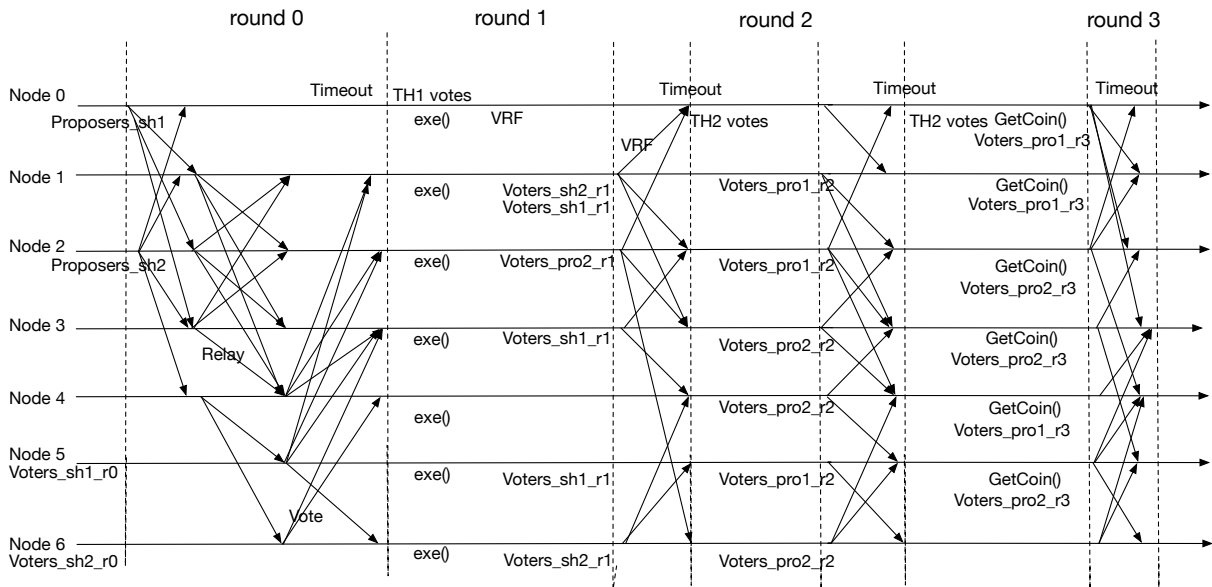 round 0 round 1 round 2 round 3
Node 0 Timeout TH1 votes Timeout Timeout Timeout
Proposers_sh1 exe() VRF TH2 votes TH2 votes GetCoin()
VRF Voters_pro1_r3
Node 1 exe() Voters_sh2_r1 Voters_pro1_r2 GetCoin()
Voters_sh1_r1 Voters_pro1_r3
Node 2
Proposers_sh2 exe() Voters_pro2_r1 Voters_pro1_r2 GetCoin()
Voters_pro2_r3
Node 3 exe() Voters_sh1_r1 Voters_pro2_r2 GetCoin()
Relay Voters_pro2_r3
Node 4 exe() Voters_pro2_r2 GetCoin()
Voters_pro1_r3
Node 5
Voters_sh1_r0 exe() Voters_sh1_r1 Voters_pro1_r2 GetCoin()
Voters_pro2_r3
Vote
Node 6
Voters_sh2_r0 exe() Voters_sh2_r1 Voters_pro2_r2